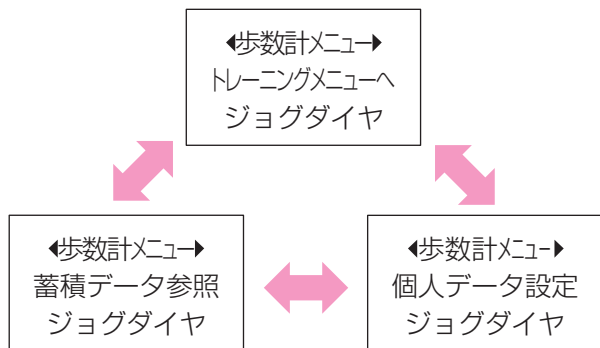 ◀歩数計メニュー▶
トレーニングメニューへ
ジョグダイヤ
◀歩数計メニュー▶
蓄積データ参照
ジョグダイヤ
◀歩数計メニュー▶
個人データ設定
ジョグダイヤ